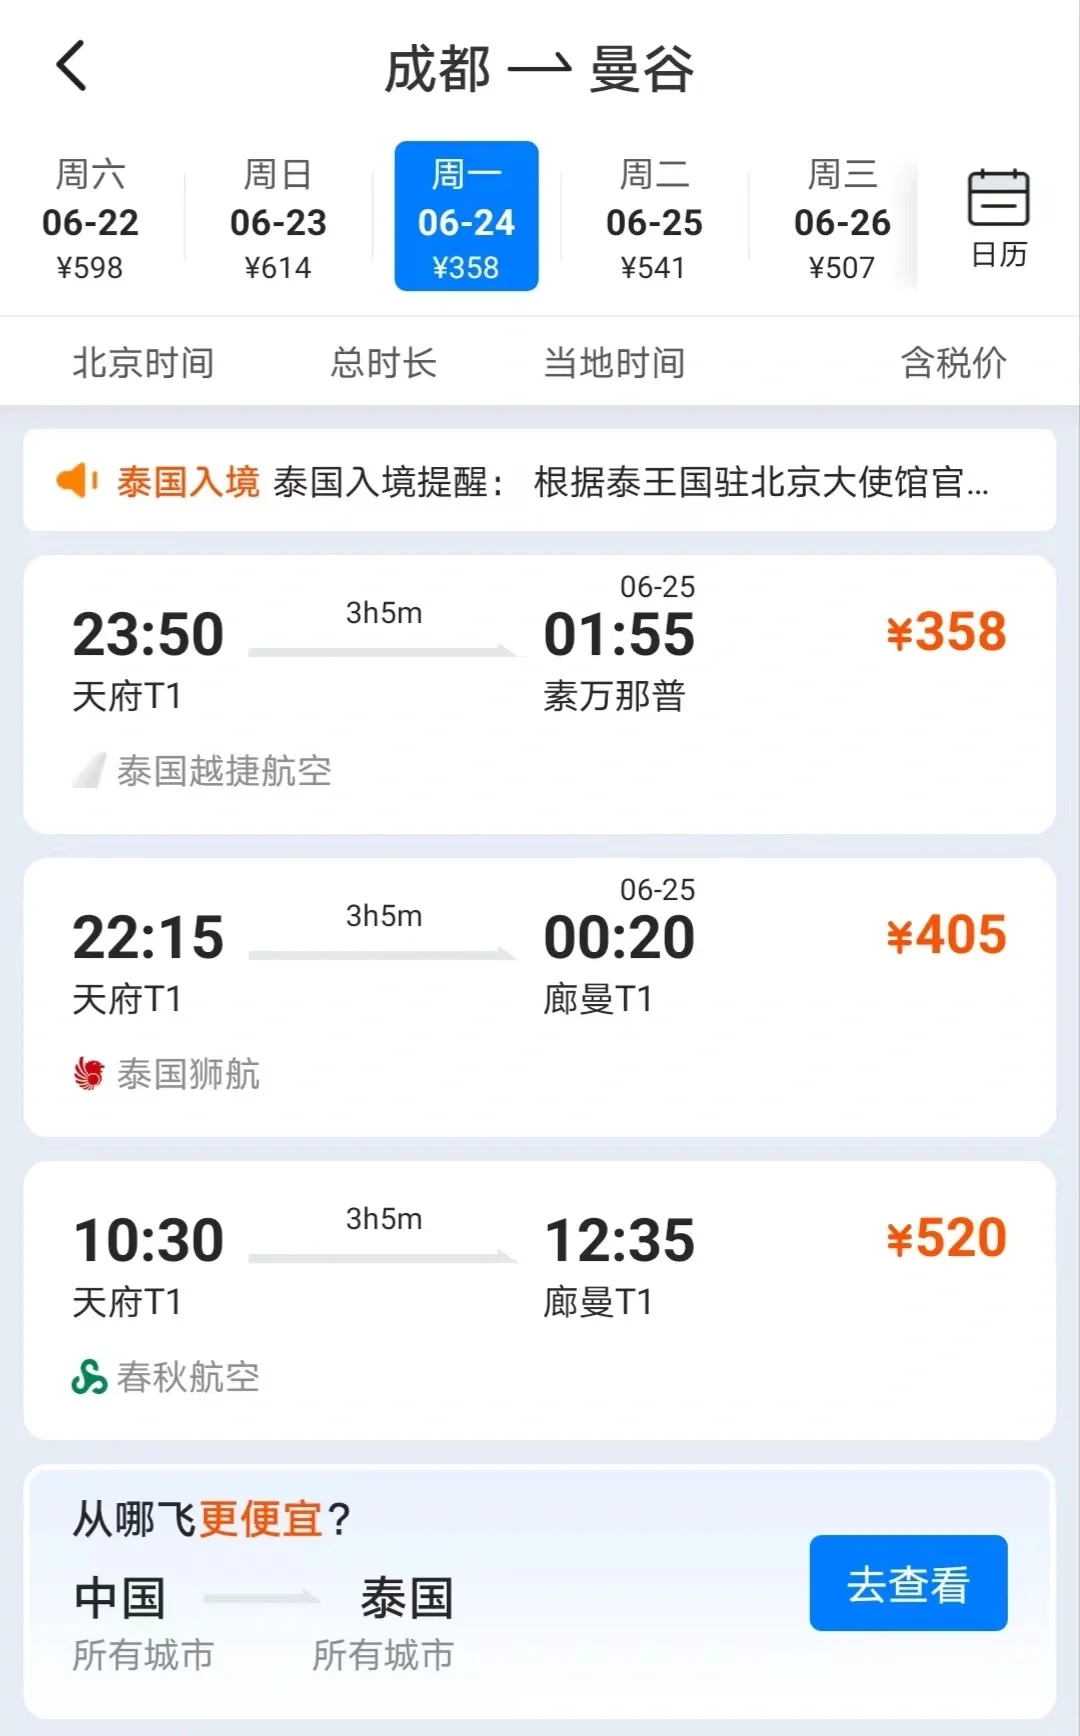 成都 曼谷
周六 周日 周一 周二 周三
06-22 06-23 06-24 06-25 06-26
¥598 ¥614 ¥358 ¥541 ¥507
日历
北京时间 总时长 当地时间 含税价
泰国入境 泰国入境提醒： 根据泰王国驻北京大使馆官...
06-25
23:50 3h5m 01:55 ¥358
天府T1 素万那普
泰国越捷航空
06-25
22:15 3h5m 00:20 ¥405
天府T1 廊曼T1
泰国狮航
10:30 3h5m 12:35 ¥520
天府T1 廊曼T1
春秋航空
从哪飞更便宜？
中国 泰国
所有城市 所有城市
去查看